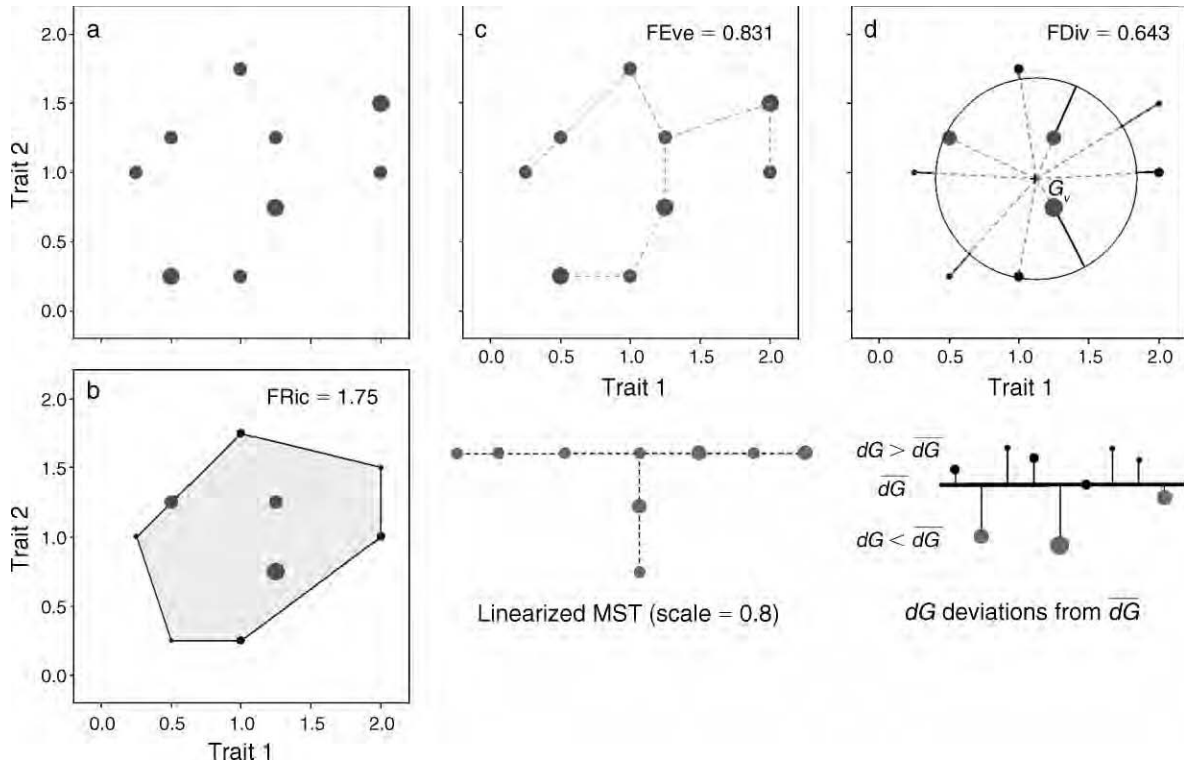 a
2.0
1.5
1.0
0.5
0.0
Trait 2
c
FEve = 0.831
0.0 0.5 1.0 1.5 2.0
Trait 1
d
FDiv = 0.643
Gv
0.0 0.5 1.0 1.5 2.0
Trait 1
b
FRic = 1.75
2.0
1.5
1.0
0.5
0.0
Trait 2
0.0 0.5 1.0 1.5 2.0
Trait 1
Linearized MST (scale = 0.8)
dG > dG
dG
dG < dG
dG deviations from dG